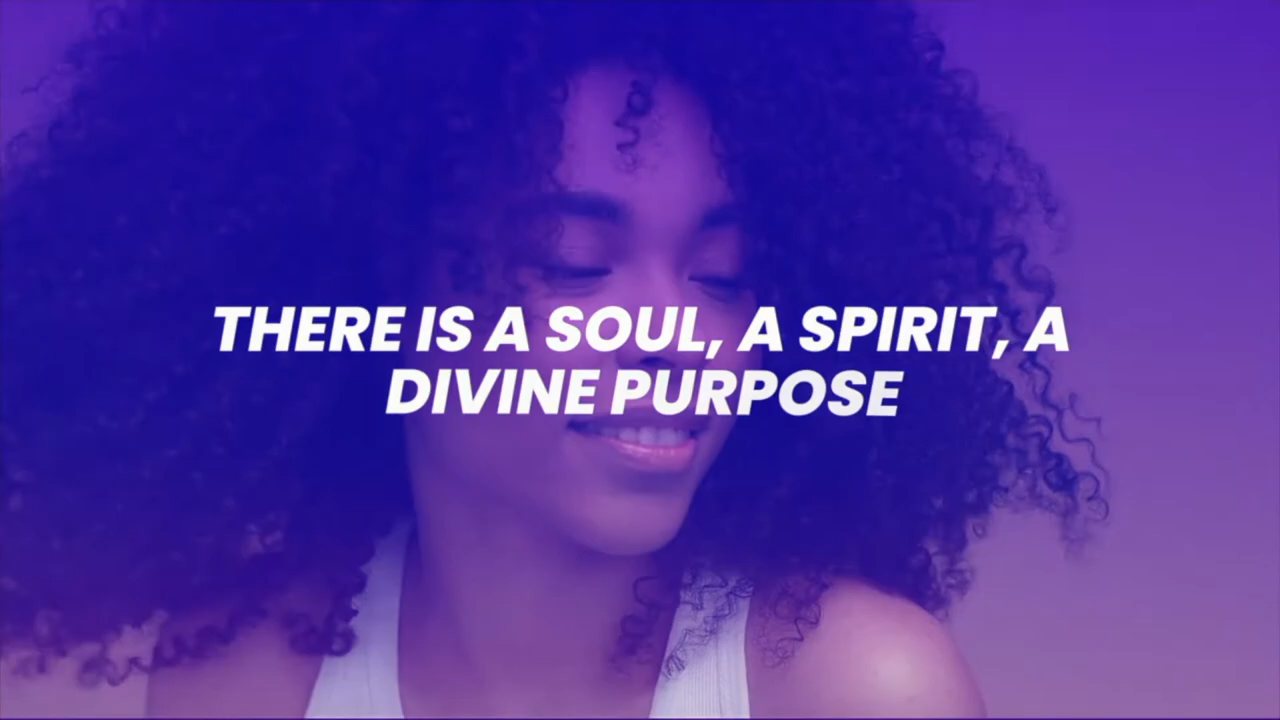 THERE IS A SOUL, A SPIRIT, A
DIVINE PURPOSE